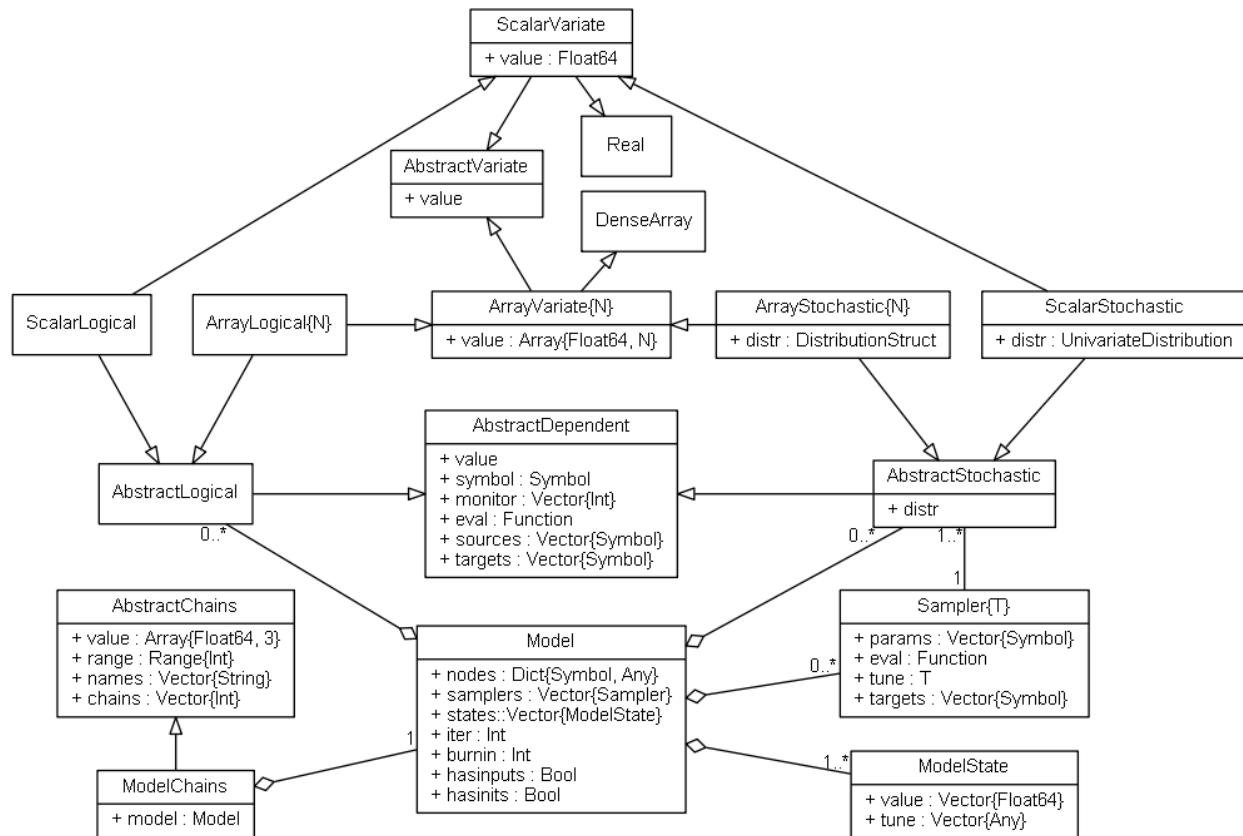 ScalarVariate
+ value : Float64
Real
AbstractVariate
+ value
DenseArray
ScalarLogical
ArrayLogical{N}
ArrayVariate{N}
+ value : Array{Float64, N}
ArrayStochastic{N}
+ distr : DistributionStruct
ScalarStochastic
+ distr : UnivariateDistribution
AbstractLogical
0..*
AbstractDependent
+ value
+ symbol : Symbol
+ monitor : Vector{Int}
+ eval : Function
+ sources : Vector{Symbol}
+ targets : Vector{Symbol}
AbstractStochastic
+ distr
0..*
1..*
1
AbstractChains
+ value : Array{Float64, 3}
+ range : Range{Int}
+ names : Vector{String}
+ chains : Vector{Int}
Model
+ nodes : Dict{Symbol, Any}
+ samplers : Vector{Sampler}
+ states::Vector{ModelState}
+ iter : Int
+ burnin : Int
+ hasinputs : Bool
+ hasinits : Bool
Sampler{T}
+ params : Vector{Symbol}
+ eval : Function
+ tune : T
+ targets : Vector{Symbol}
0..*
1
1..*
ModelChains
+ model : Model
ModelState
+ value : Vector{Float64}
+ tune : Vector{Any}